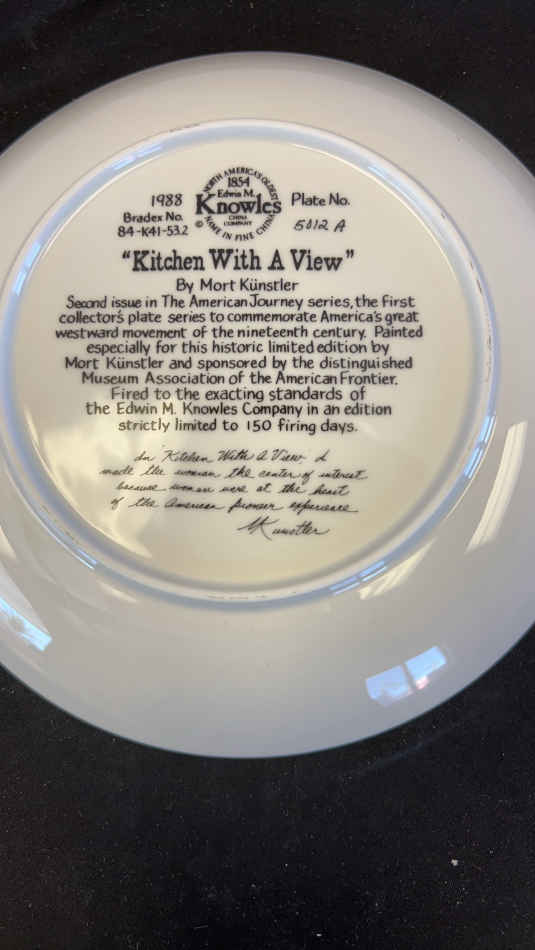 NORTH AMERICA'S OLDEST
1854
Edwin M.
Knowles
CHINA
COMPANY
©
NAME IN FINE CHINA
1988
Bradex No.
84-K41-53.2
Plate No.
5012 A
"Kitchen With A View"
By Mort Künstler
Second issue in The American Journey series, the first
collector's plate series to commemorate America's great
westward movement of the nineteenth century. Painted
especially for this historic limited edition by
Mort Künstler and sponsored by the distinguished
Museum Association of the American Frontier.
Fired to the exacting standards of
the Edwin M. Knowles Company in an edition
strictly limited to 150 firing days.
In "Kitchen With A View," I
made the woman the center of interest
because women were at the heart
of the American pioneer experience
MKunstler